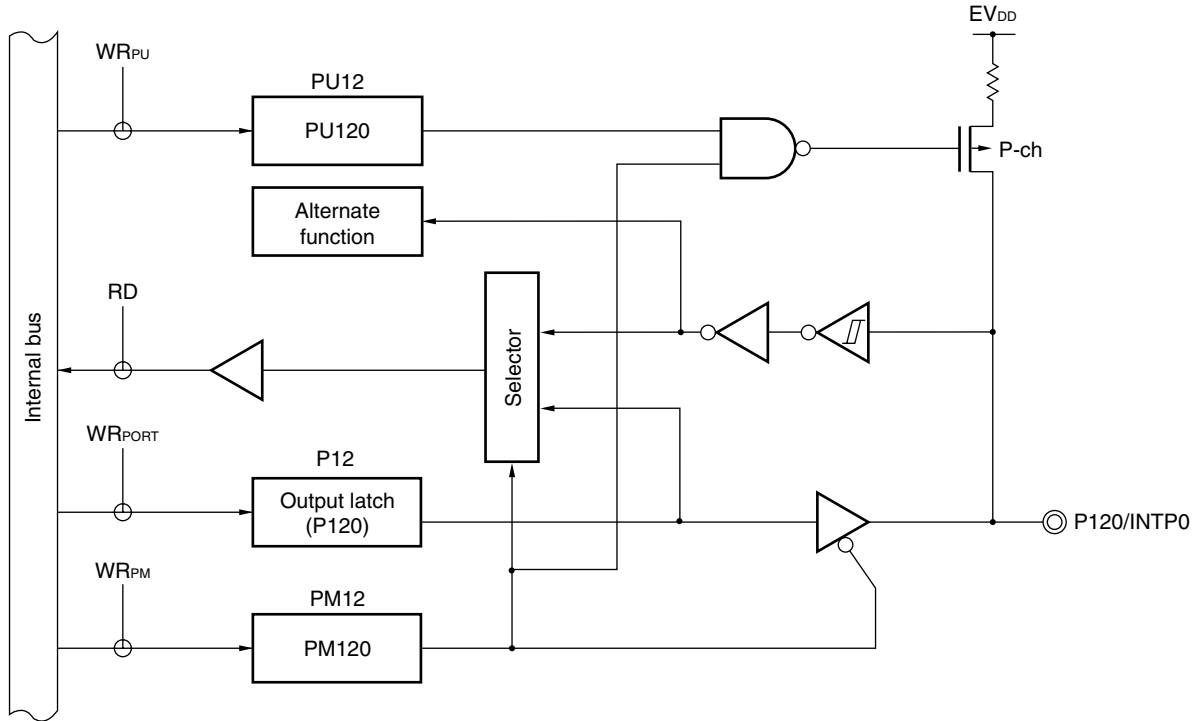 EVDD
WRPU
PU12
PU120
P-ch
Alternate
function
RD
Selector
Internal bus
WRPORT
P12
Output latch
(P120)
P120/INTP0
WRPM
PM12
PM120